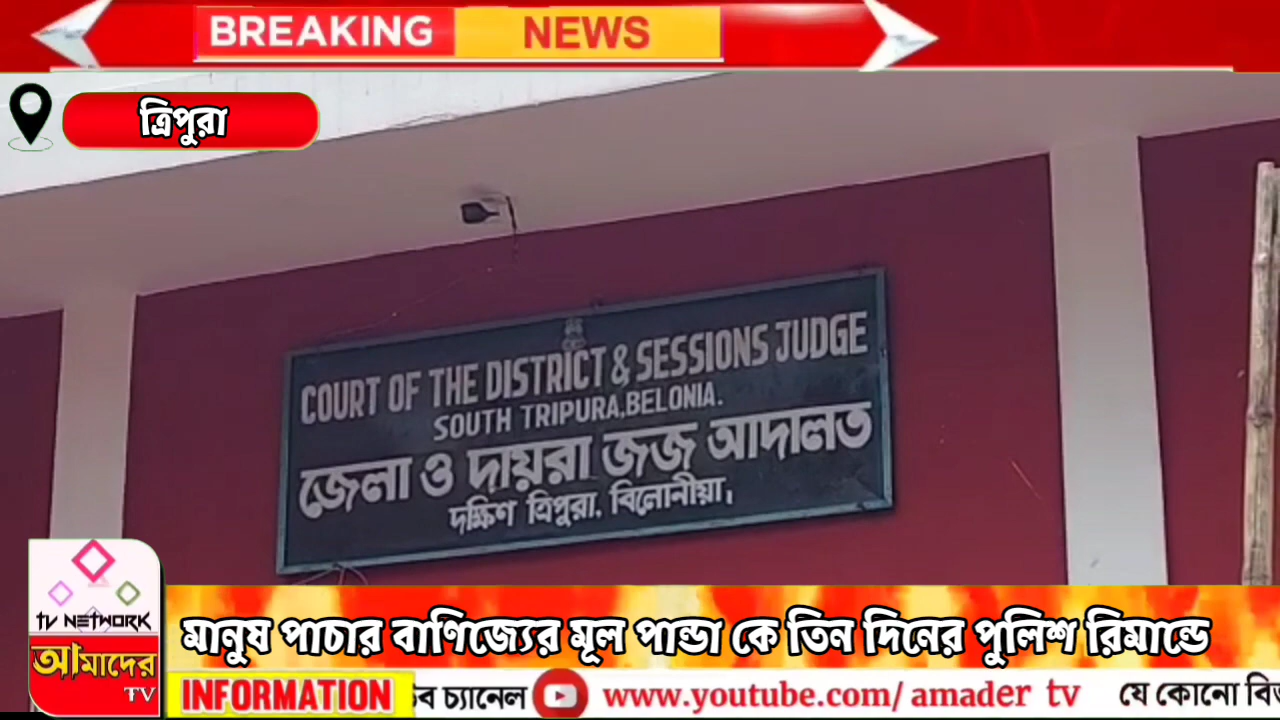 BREAKING NEWS
ত্রিপুরা
COURT OF THE DISTRICT & SESSIONS JUDGE
SOUTH TRIPURA, BELONIA.
জেলা ও দায়রা জজ আদালত
দক্ষিণ ত্রিপুরা, বিলোনীয়া,
TV NETWORK
আমাদের
TV
মানুষ পাচার বাণিজ্যের মূল পান্ডা কে তিন দিনের পুলিশ রিমান্ডে
INFORMATION চ্যানেল www.youtube.com/ amader tv যে কোনো